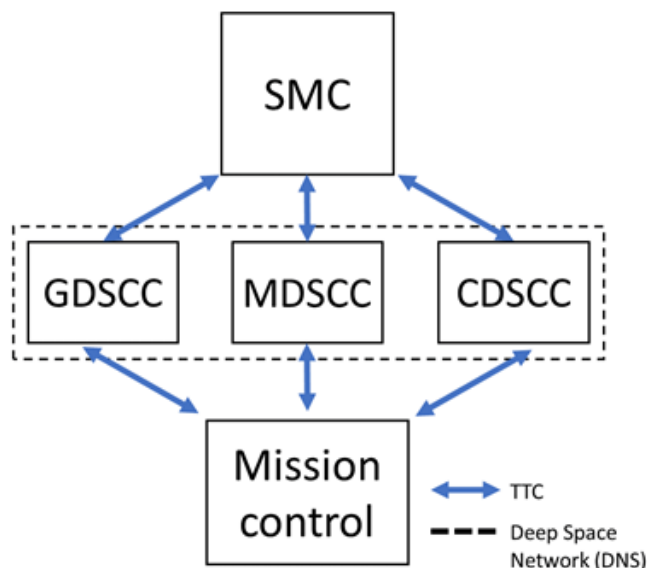 SMC
GDSCC
MDSCC
CDSCC
Mission
control
TTC
Deep Space
Network (DNS)